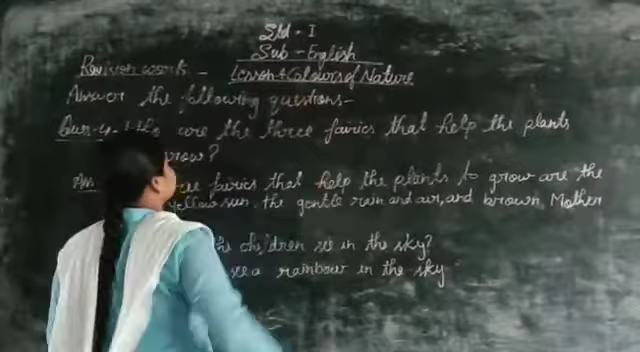 Std - I
Sub - English
Revision work - Lesson 4 Colours of Nature
Answer the following questions -
Ques-4. Who are the three fairies that help the plants
grow?
Ans fairies that help the plants to grow are the
yellow sun, the gentle rain and air, and brown Mother
children see in the sky?
see a rainbow in the sky